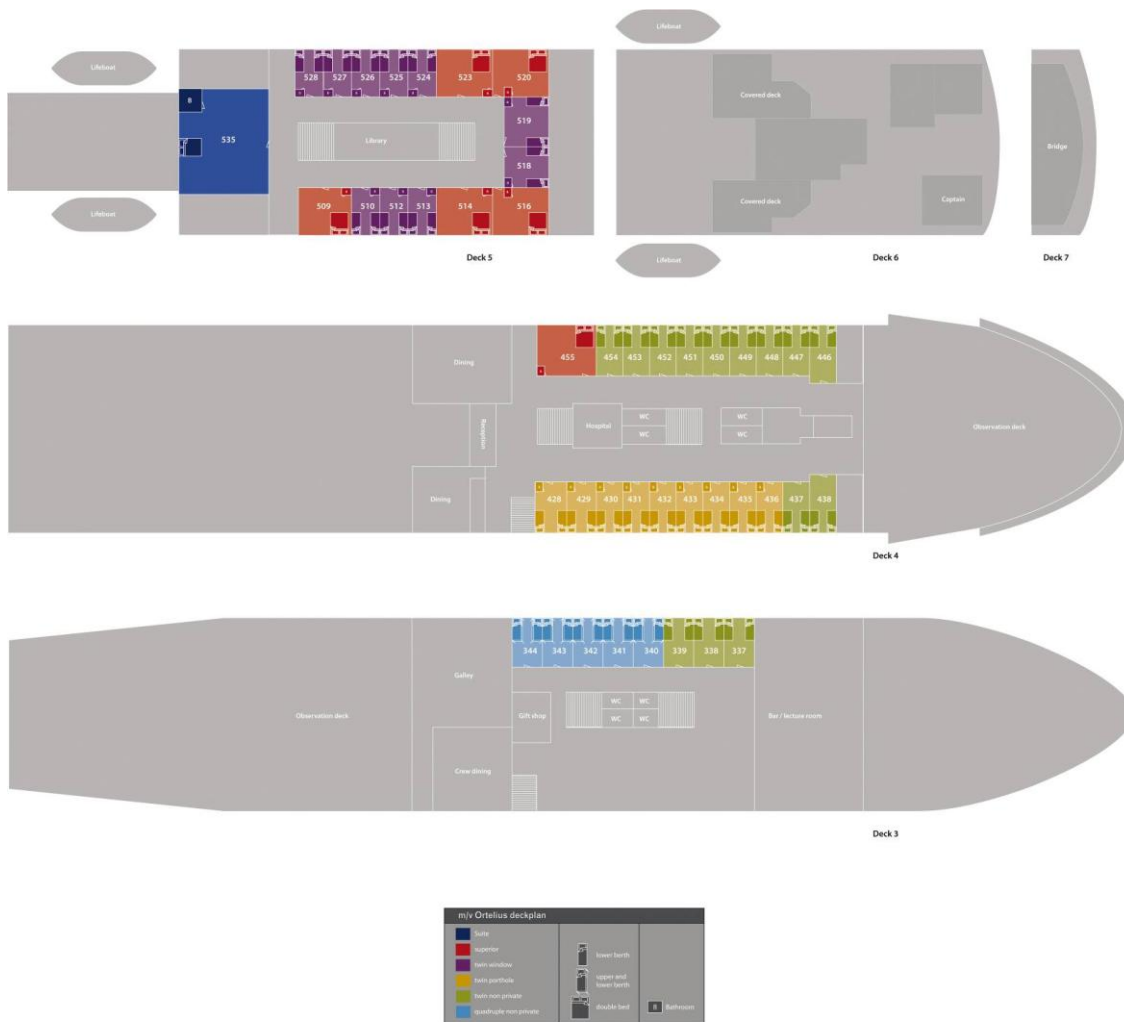 Lifeboat
Lifeboat
B
535
528 527 526 525 524 523 520
519
Library
518
509 510 512 513 514 516
Deck 5
Lifeboat
Lifeboat
Covered deck
Covered deck
Captain
Deck 6
Bridge
Deck 7
Dining
455 454 453 452 451 450 449 448 447 446
Reception
Hospital
WC
WC
WC
WC
Observation deck
Dining
428 429 430 431 432 433 434 435 436 437 438
Deck 4
344 343 342 341 340 339 338 337
Galley
Observation deck
Gift shop
WC WC
WC WC
Bar / lecture room
Crew dining
Deck 3
m/v Ortelius deckplan
Suite
superior
twin window
twin porthole
twin non private
quadruple non private
lower berth
upper and
lower berth
double bed
B Bathroom